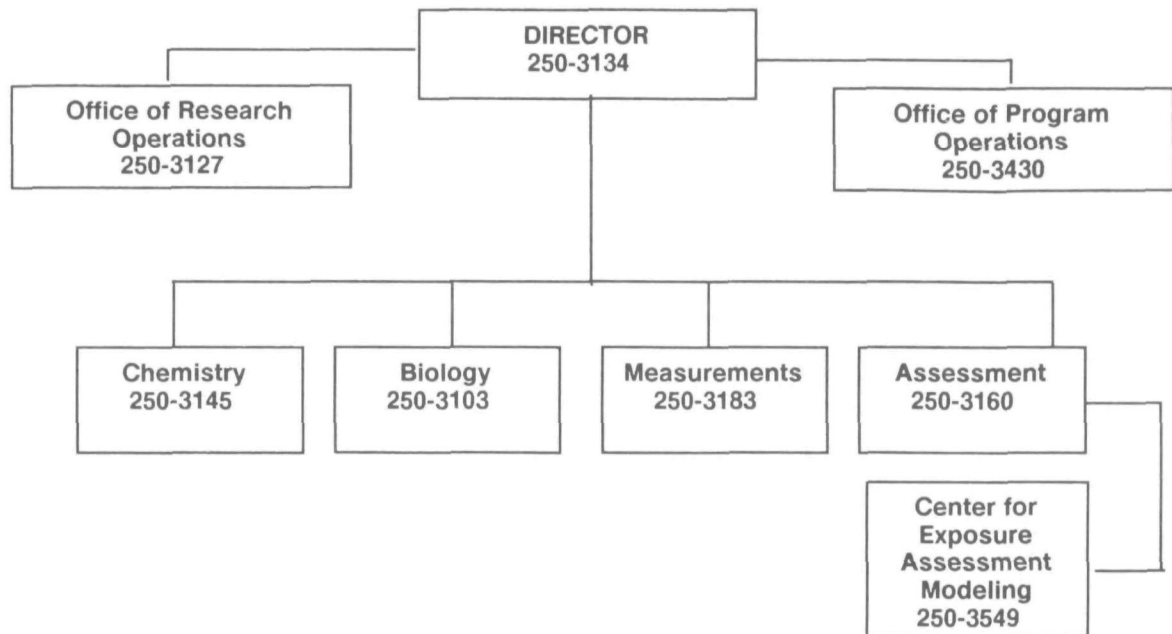 DIRECTOR
250-3134
Office of Research
Operations
250-3127
Office of Program
Operations
250-3430
Chemistry
250-3145
Biology
250-3103
Measurements
250-3183
Assessment
250-3160
Center for
Exposure
Assessment
Modeling
250-3549